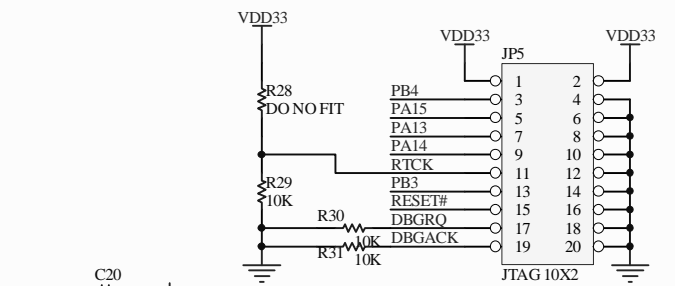 VDD33
VDD33
VDD33
JP5
R28
DO NO FIT
PB4
PA15
PA13
PA14
RTCK
PB3
RESET#
DBGRQ
DBGACK
1 2
3 4
5 6
7 8
9 10
11 12
13 14
15 16
17 18
19 20
R29
10K
R30
10K
R31
10K
JTAG 10X2
C20